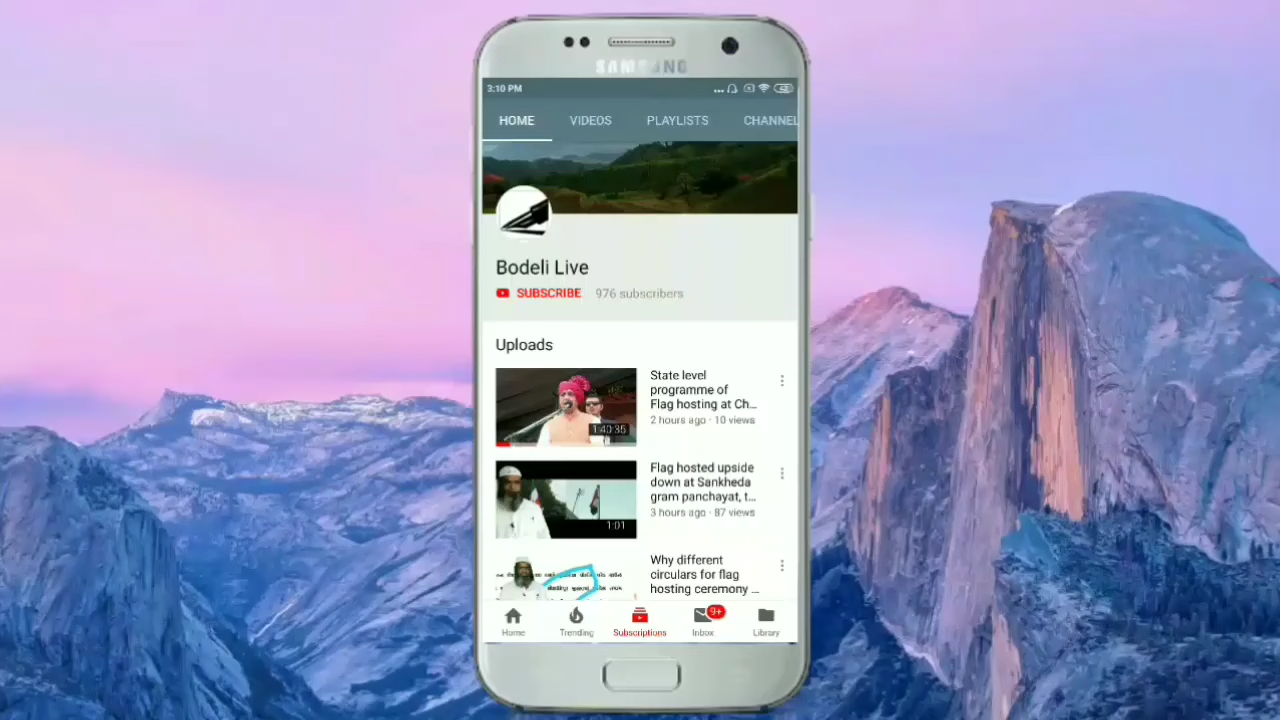 SAMSUNG
3:10 PM
HOME VIDEOS PLAYLISTS CHANNEL
Bodeli Live
SUBSCRIBE 976 subscribers
Uploads
State level
programme of
Flag hosting at Ch...
2 hours ago · 10 views
1:40:35
Flag hosted upside
down at Sankheda
gram panchayat, t...
3 hours ago · 87 views
1:01
Why different
circulars for flag
hosting ceremony ...
9+
Home Trending Subscriptions Inbox Library